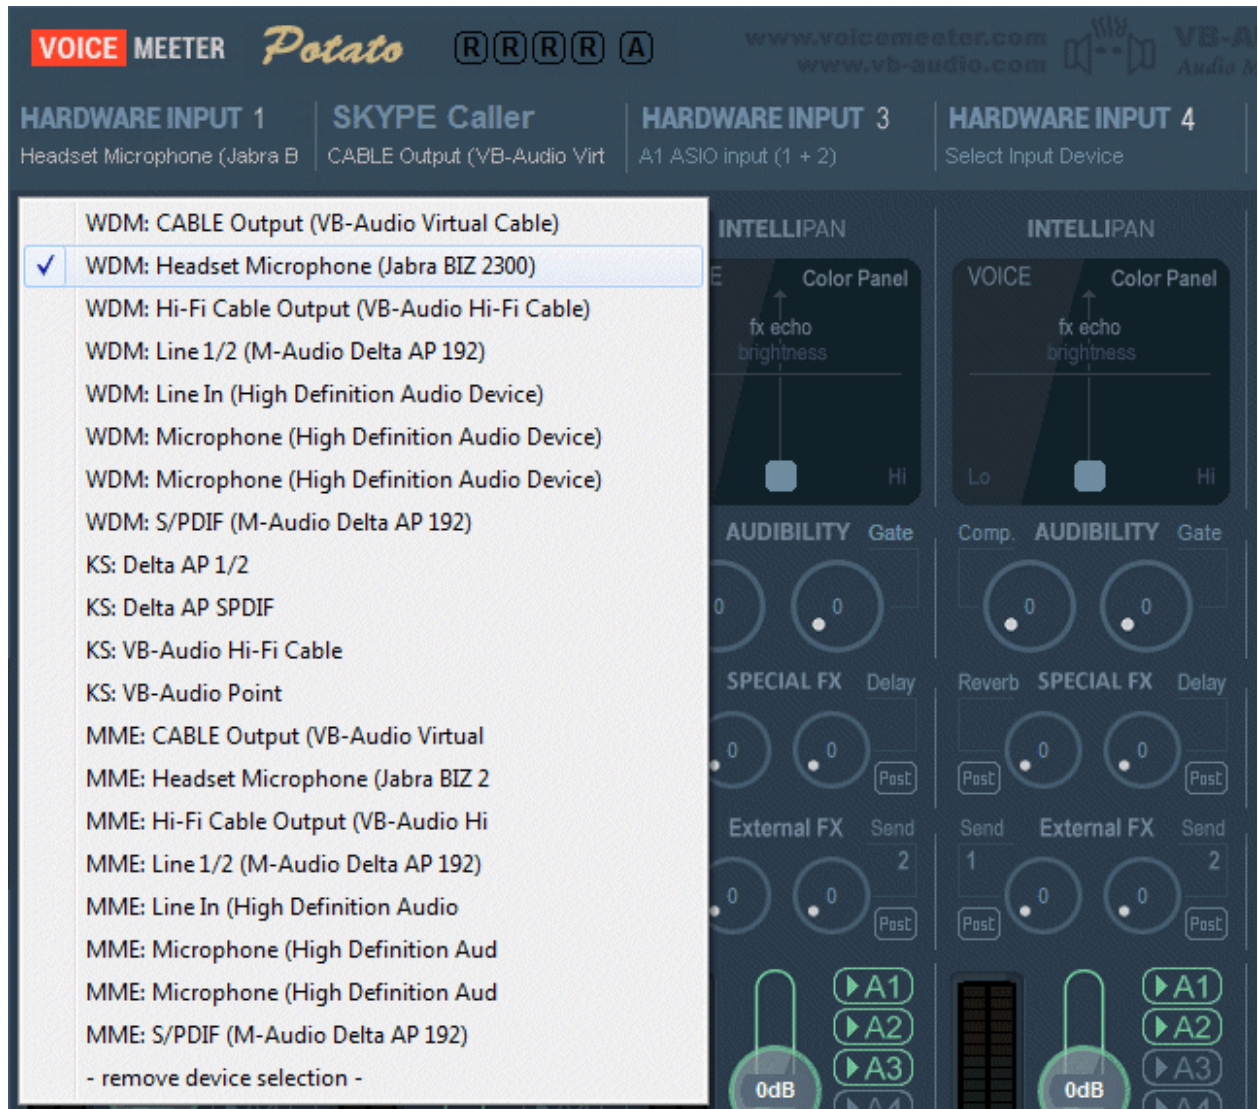 VOICE MEETER Potato R R R R A
www.voicemeeter.com
www.vb-audio.com
HARDWARE INPUT 1 SKYPE Caller HARDWARE INPUT 3 HARDWARE INPUT 4
Headset Microphone (Jabra B CABLE Output (VB-Audio Virt A1 ASIO input (1 + 2) Select Input Device
WDM: CABLE Output (VB-Audio Virtual Cable)
WDM: Headset Microphone (Jabra BIZ 2300)
WDM: Hi-Fi Cable Output (VB-Audio Hi-Fi Cable)
WDM: Line 1/2 (M-Audio Delta AP 192)
WDM: Line In (High Definition Audio Device)
WDM: Microphone (High Definition Audio Device)
WDM: Microphone (High Definition Audio Device)
WDM: S/PDIF (M-Audio Delta AP 192)
KS: Delta AP 1/2
KS: Delta AP SPDIF
KS: VB-Audio Hi-Fi Cable
KS: VB-Audio Point
MME: CABLE Output (VB-Audio Virtual
MME: Headset Microphone (Jabra BIZ 2
MME: Hi-Fi Cable Output (VB-Audio Hi
MME: Line 1/2 (M-Audio Delta AP 192)
MME: Line In (High Definition Audio
MME: Microphone (High Definition Aud
MME: Microphone (High Definition Aud
MME: S/PDIF (M-Audio Delta AP 192)
- remove device selection -
INTELLIPAN INTELLIPAN
Color Panel VOICE Color Panel
fx echo fx echo
brightness brightness
Hi Lo Hi
AUDIBILITY Gate Comp. AUDIBILITY Gate
0 0 0 0
SPECIAL FX Delay Reverb SPECIAL FX Delay
0 0 0 0
Post Post Post
External FX Send Send External FX Send
2 1 2
0 0 0 0
Post Post Post
A1 A1
A2 A2
A3 A3
0dB 0dB
A4 A4